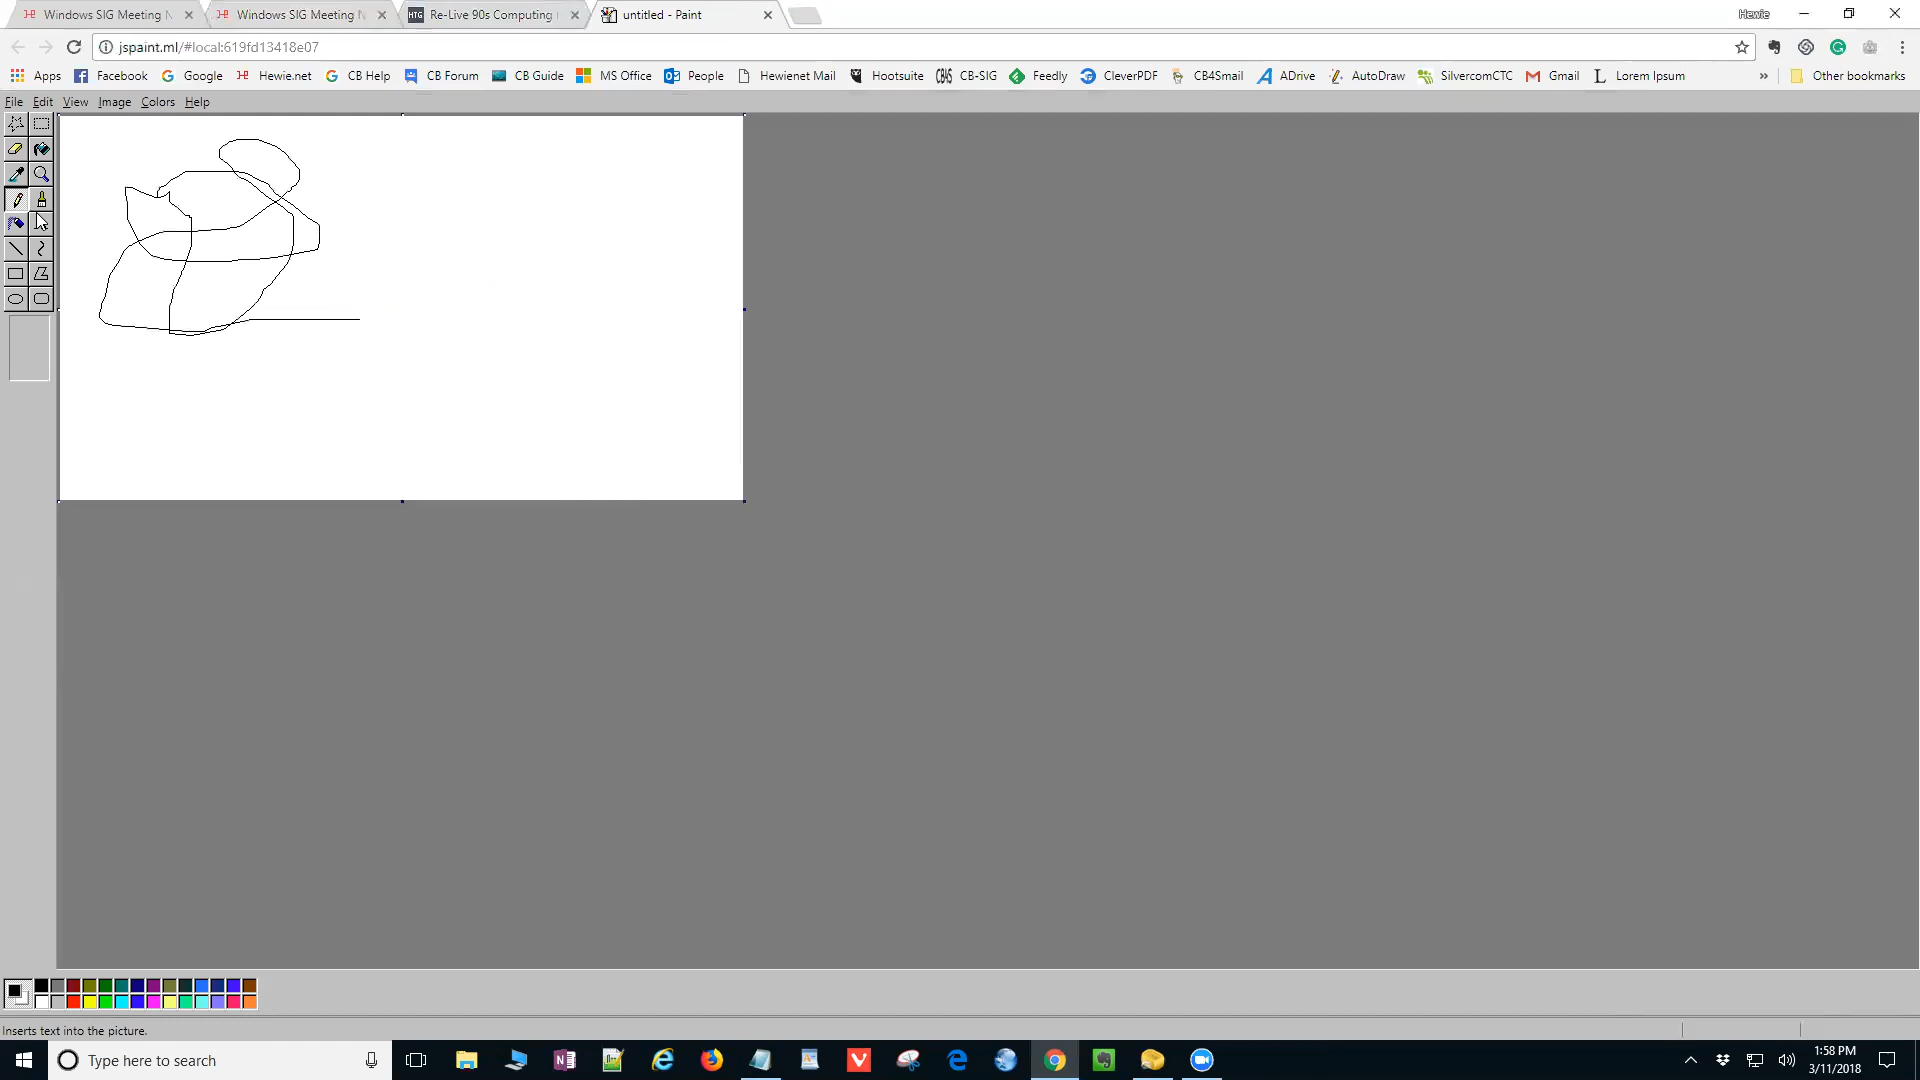 Windows SIG Meeting N
Windows SIG Meeting N
HTG Re-Live 90s Computing
untitled - Paint
Hewie
jspaint.ml/#local:619fd13418e07
Apps Facebook Google Hewie.net CB Help CB Forum CB Guide MS Office People Hewienet Mail Hootsuite CB-SIG Feedly CleverPDF CB4Smail ADrive AutoDraw SilvercomCTC Gmail Lorem Ipsum » Other bookmarks
File Edit View Image Colors Help
Inserts text into the picture.
Type here to search
1:58 PM
3/11/2018